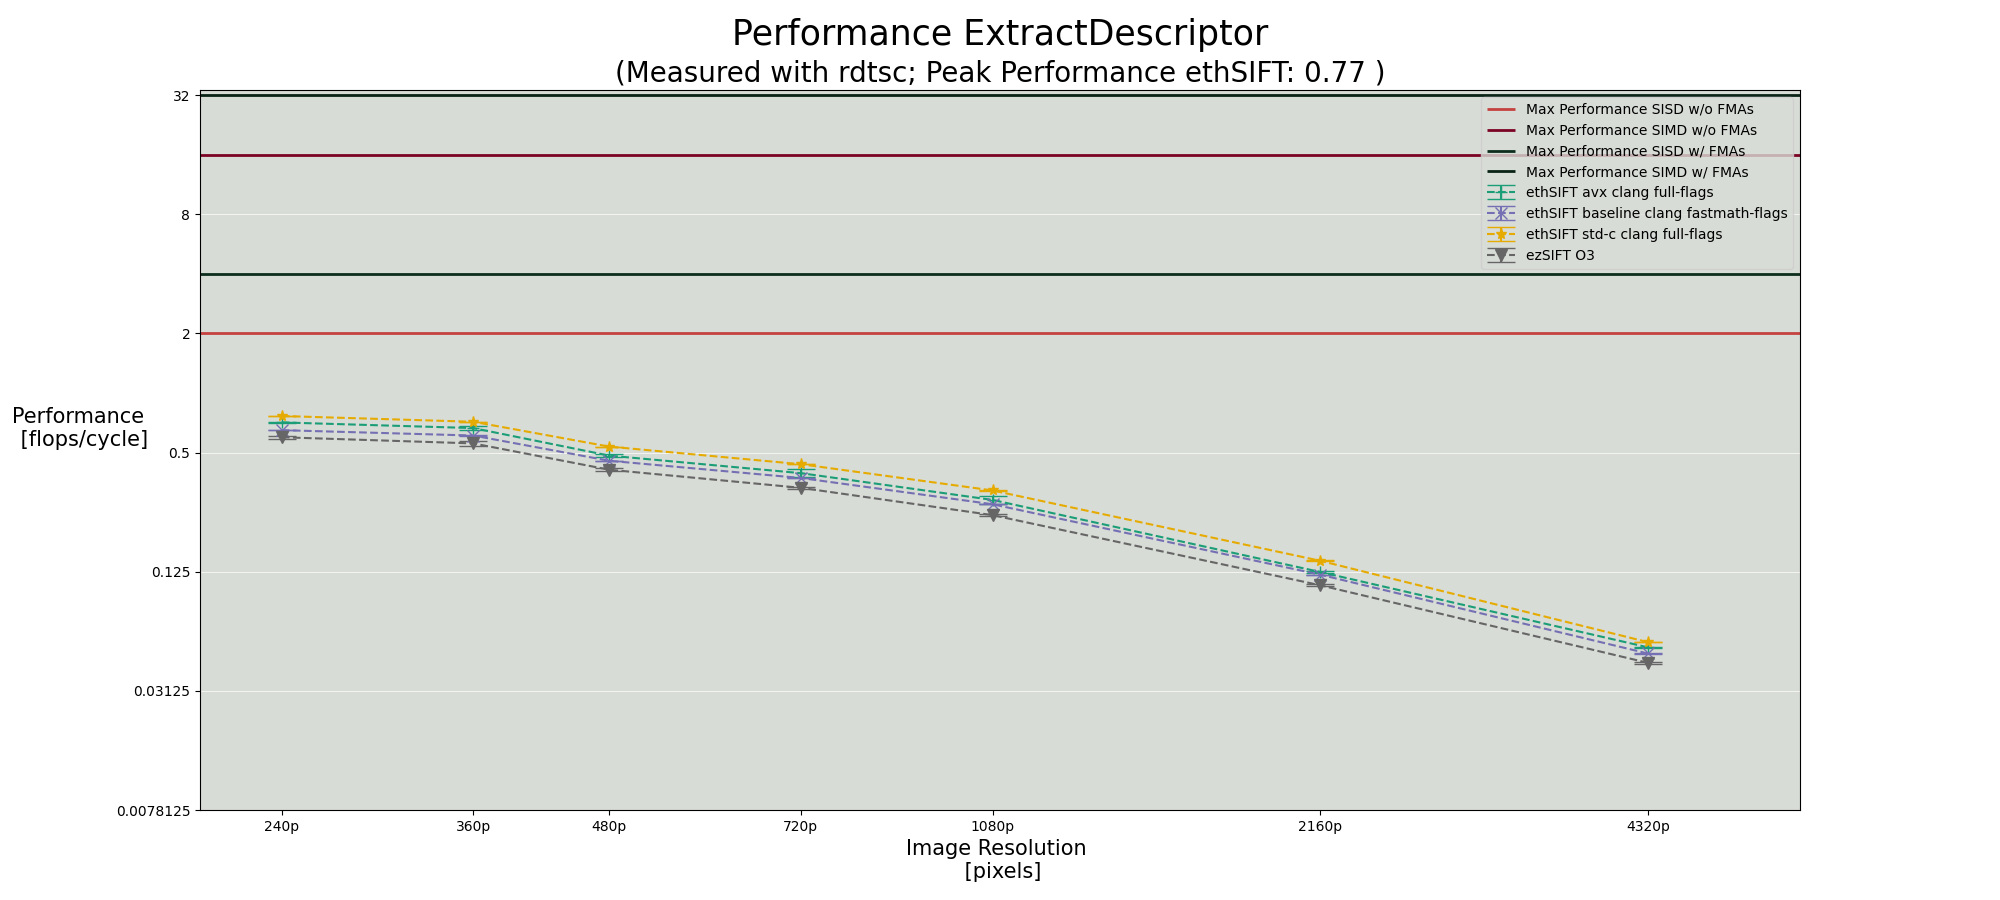 Performance ExtractDescriptor
(Measured with rdtsc; Peak Performance ethSIFT: 0.77 )
32
8
2
0.5
0.125
0.03125
0.0078125
Performance
[flops/cycle]
Max Performance SISD w/o FMAs
Max Performance SIMD w/o FMAs
Max Performance SISD w/ FMAs
Max Performance SIMD w/ FMAs
ethSIFT avx clang full-flags
ethSIFT baseline clang fastmath-flags
ethSIFT std-c clang full-flags
ezSIFT O3
240p 360p 480p 720p 1080p 2160p 4320p
Image Resolution
[pixels]